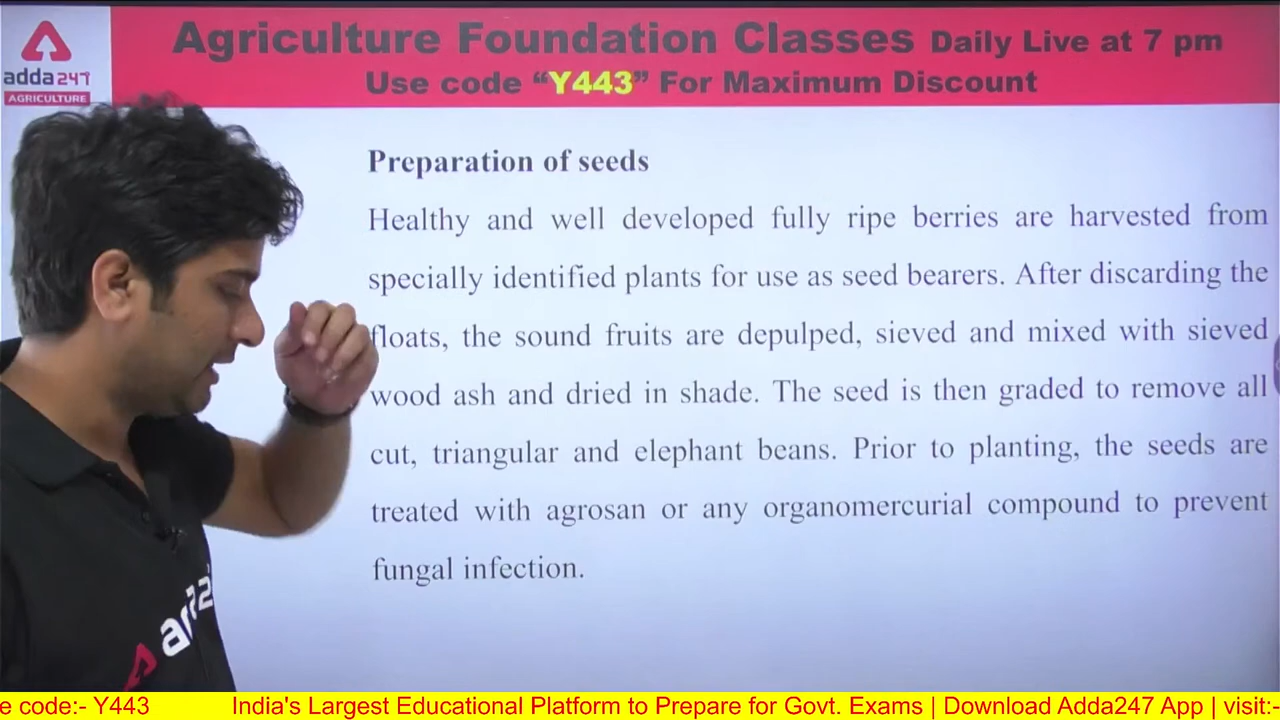 Agriculture Foundation Classes Daily Live at 7 pm
Use code “Y443” For Maximum Discount
adda247
AGRICULTURE
Preparation of seeds
Healthy and well developed fully ripe berries are harvested from
specially identified plants for use as seed bearers. After discarding the
floats, the sound fruits are depulped, sieved and mixed with sieved
wood ash and dried in shade. The seed is then graded to remove all
cut, triangular and elephant beans. Prior to planting, the seeds are
treated with agrosan or any organomercurial compound to prevent
fungal infection.
e code:- Y443 India's Largest Educational Platform to Prepare for Govt. Exams | Download Adda247 App | visit:-